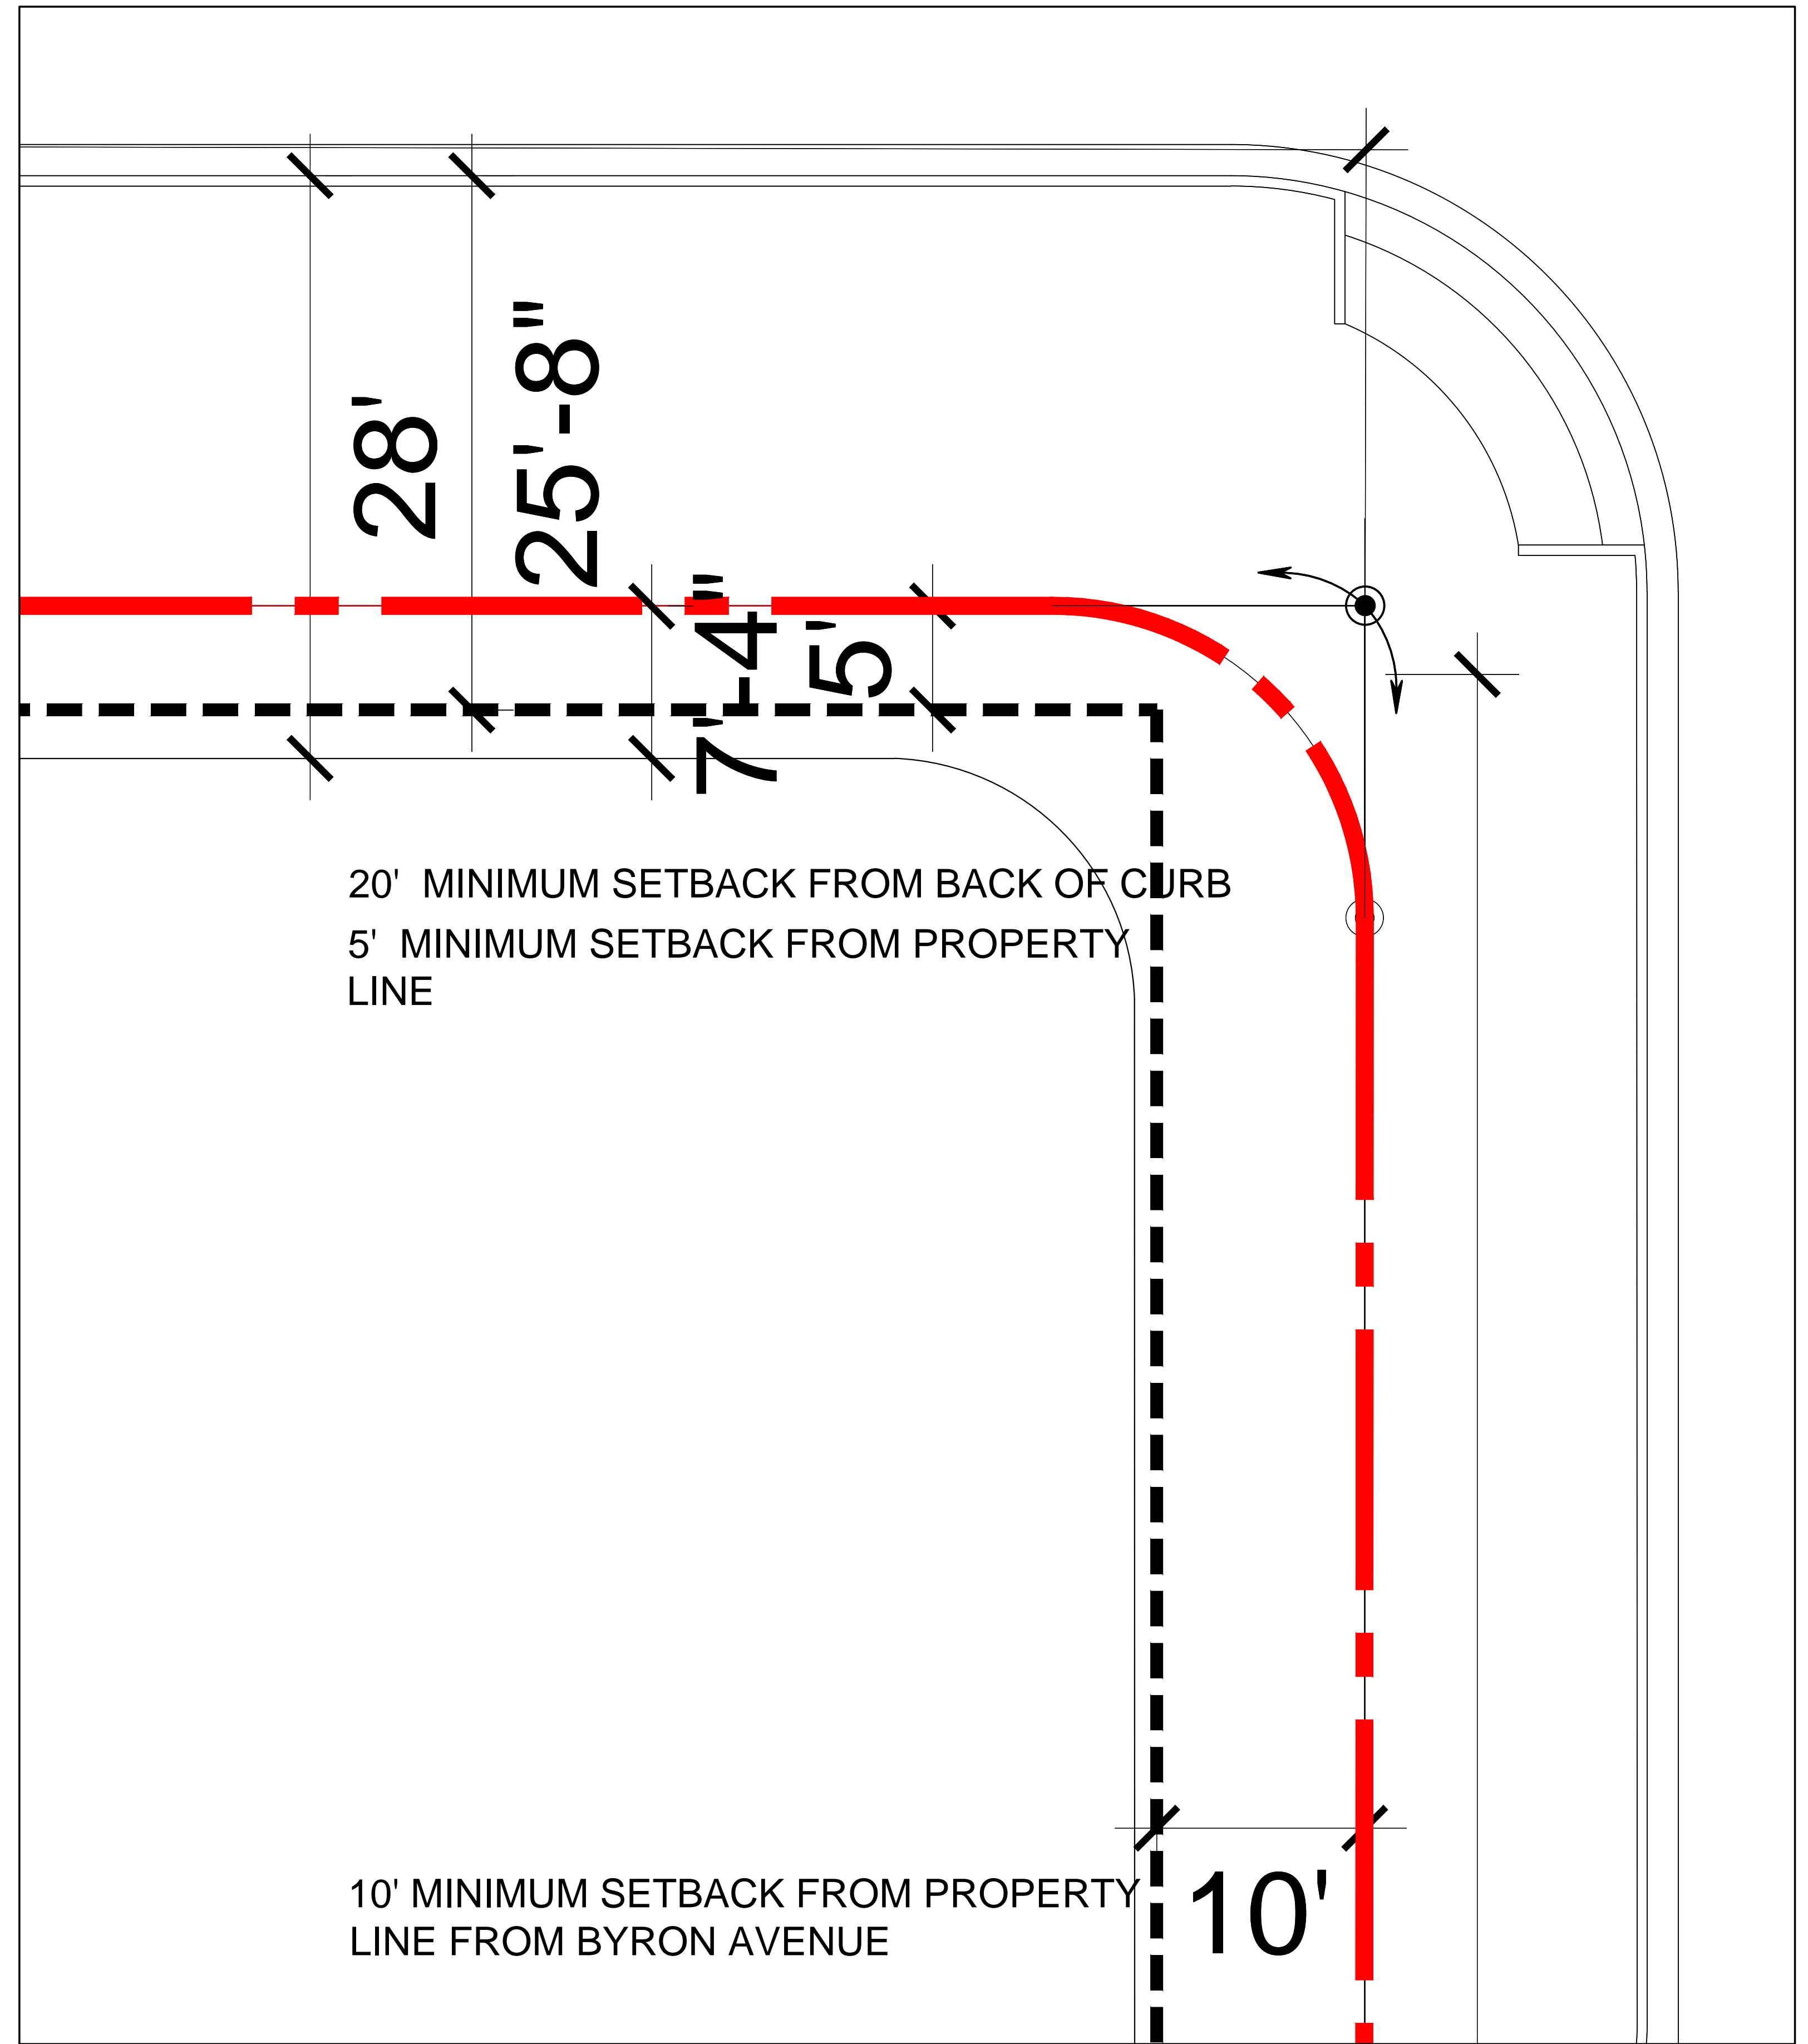 28'
25'-8"
7'-4"
5'
20'  MINIMUM SETBACK FROM BACK OF CURB
5'  MINIMUM SETBACK FROM PROPERTY
LINE
10' MINIMUM SETBACK FROM PROPERTY
LINE FROM BYRON AVENUE
10'